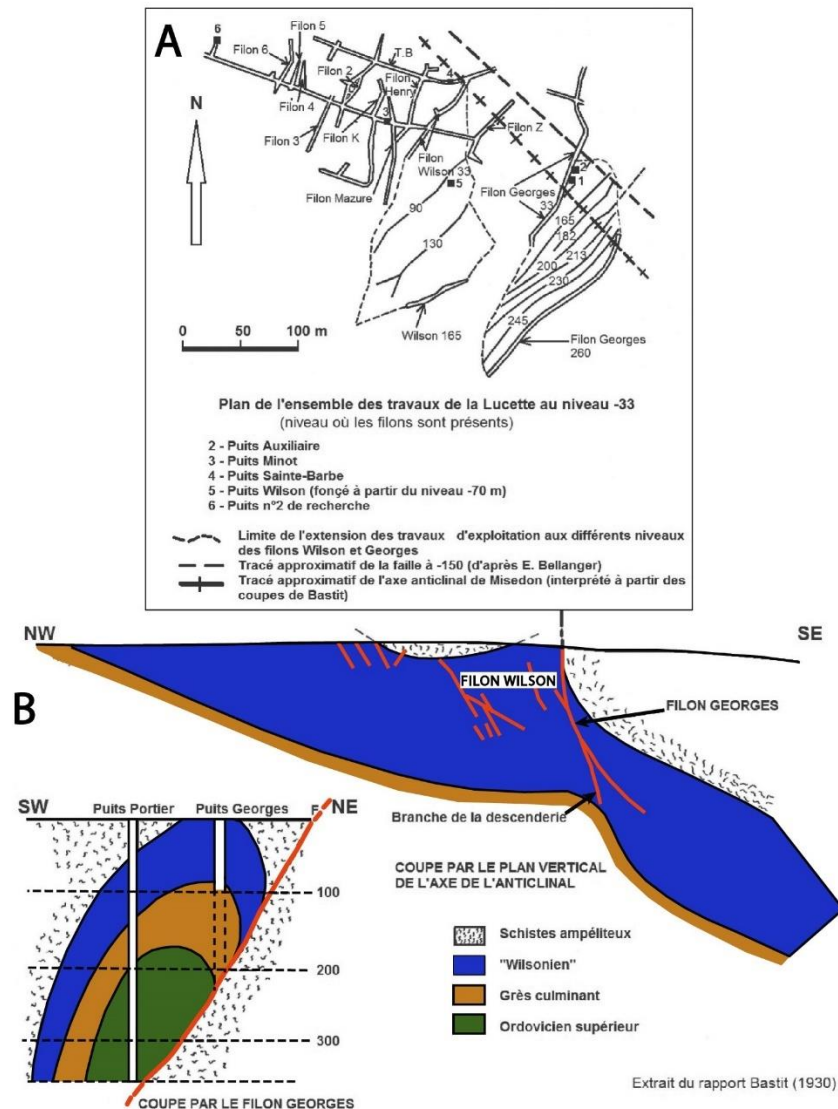 A
6
Filon 5
Filon 6
T.B
Filon 2
Filon Henry
4
N
Filon 4
3
Filon Z
Filon 3
Filon K
Filon Wilson 33
5
2
1
Filon Mazure
Filon Georges 33
90
165
182
130
213
200
230
245
0 50 100 m
Wilson 165
Filon Georges 260
Plan de l'ensemble des travaux de la Lucette au niveau -33
(niveau où les filons sont présents)
2 - Puits Auxiliaire
3 - Puits Minot
4 - Puits Sainte-Barbe
5 - Puits Wilson (fonçé à partir du niveau -70 m)
6 - Puits n°2 de recherche
Limite de l'extension des travaux d'exploitation aux différents niveaux
des filons Wilson et Georges
Tracé approximatif de la faille à -150 (d'après E. Bellanger)
Tracé approximatif de l'axe anticlinal de Misedon (interprété à partir des
coupes de Bastit)
NW SE
FILON WILSON
B
FILON GEORGES
SW Puits Portier Puits Georges F NE
Branche de la descenderie
COUPE PAR LE PLAN VERTICAL
DE L'AXE DE L'ANTICLINAL
100
Schistes ampéliteux
"Wilsonien"
200
Grès culminant
Ordovicien supérieur
300
Extrait du rapport Bastit (1930)
COUPE PAR LE FILON GEORGES